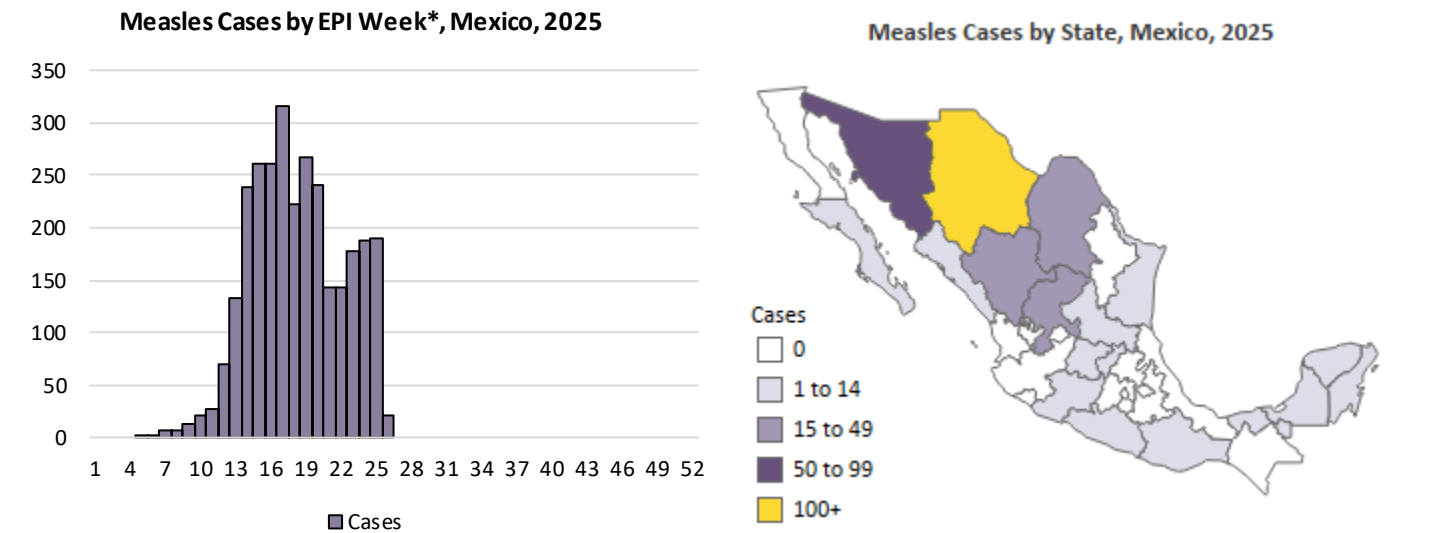 Measles Cases by EPI Week*, Mexico, 2025
350
300
250
200
150
100
50
0
1 4 7 10 13 16 19 22 25 28 31 34 37 40 43 46 49 52
Cases
Measles Cases by State, Mexico, 2025
Cases
0
1 to 14
15 to 49
50 to 99
100+